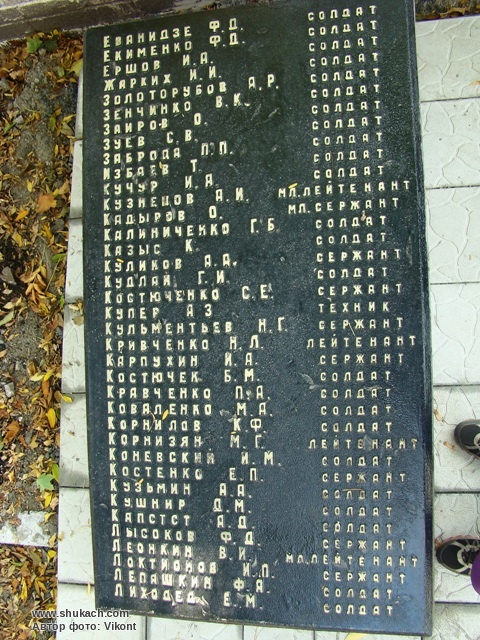 ЕВАНИДЗЕ Ф.Д. СОЛДАТ
ЕКИМЕНКО Ф.Д. СОЛДАТ
ЕРШОВ И.А. СОЛДАТ
ЖАРКИХ И.И. СОЛДАТ
ЗОЛОТОРУБОВ А.Р. СОЛДАТ
ЗЕНЧИНКО В.К. СОЛДАТ
ЗАИРОВ О. СОЛДАТ
ЗУЕВ С.В. СОЛДАТ
ЗАБРОДА П.П. СОЛДАТ
ИЗБАЕВ Т. СОЛДАТ
КУЧЕР И.А. СОЛДАТ
КУЗНЕЦОВ А.И. МЛ.ЛЕЙТЕНАНТ
КАДЫРОВ О. МЛ.СЕРЖАНТ
КАЛИНИЧЕНКО Г.Б. СОЛДАТ
КАЗЫС К. СОЛДАТ
КУЛИКОВ А.А. СЕРЖАНТ
КУДЛАЙ Г.И. СОЛДАТ
КОСТЮЧЕНКО С.Е. СЕРЖАНТ
КУПЕР А.З ТЕХНИК
КУЛЬМЕНТЬЕВ Н.Г. СЕРЖАНТ
КРИВЧЕНКО Н.Л. ЛЕЙТЕНАНТ
КАРПУХИН И.А. СЕРЖАНТ
КОСТЮЧЕК Б.М. СОЛДАТ
КРАВЧЕНКО П.А. СОЛДАТ
КОВАЛЕНКО М.А. СОЛДАТ
КОРНИЛОВ К.Ф. СОЛДАТ
КОРНИЗЯН М.Г. ЛЕЙТЕНАНТ
КОНЕВСКИЙ И.М. СОЛДАТ
КОСТЕНКО Е.П. СЕРЖАНТ
КУЗЬМИН А.А. СОЛДАТ
КУШНИР Д.М. СОЛДАТ
КАПСТСТ А.Д. СОЛДАТ
ЛЫСОКОВ Ф.Д. СЕРЖАНТ
ЛЕОНКИН В.И. МЛ.ЛЕЙТЕНАНТ
ЛОКТИОНОВ И.П. СЕРЖАНТ
ЛЕПАШКИН Ф.А. СОЛДАТ
ЛИХОДЕД Е.М. СОЛДАТ
www.shukach.com
Автор фото: Vikont